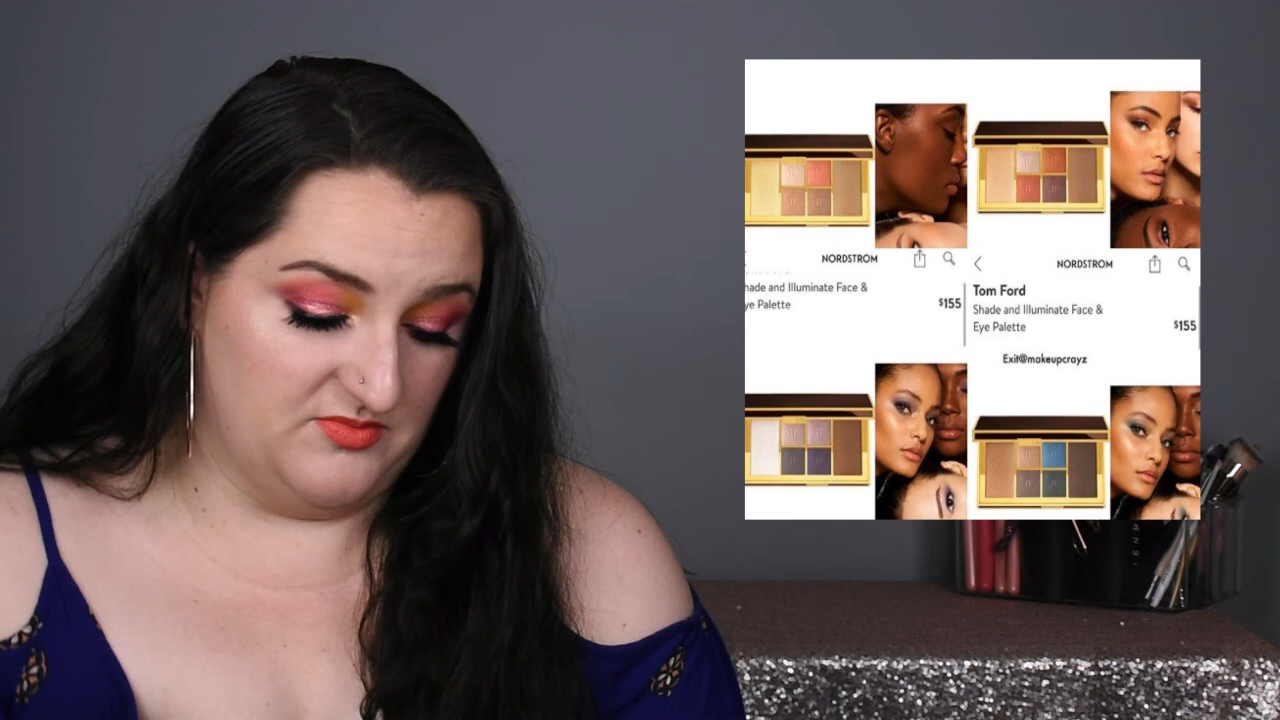 NORDSTROM
hade and Illuminate Face &
ye Palette
$155
NORDSTROM
Tom Ford
Shade and Illuminate Face &
Eye Palette
$155
Exit@makeupcrayz